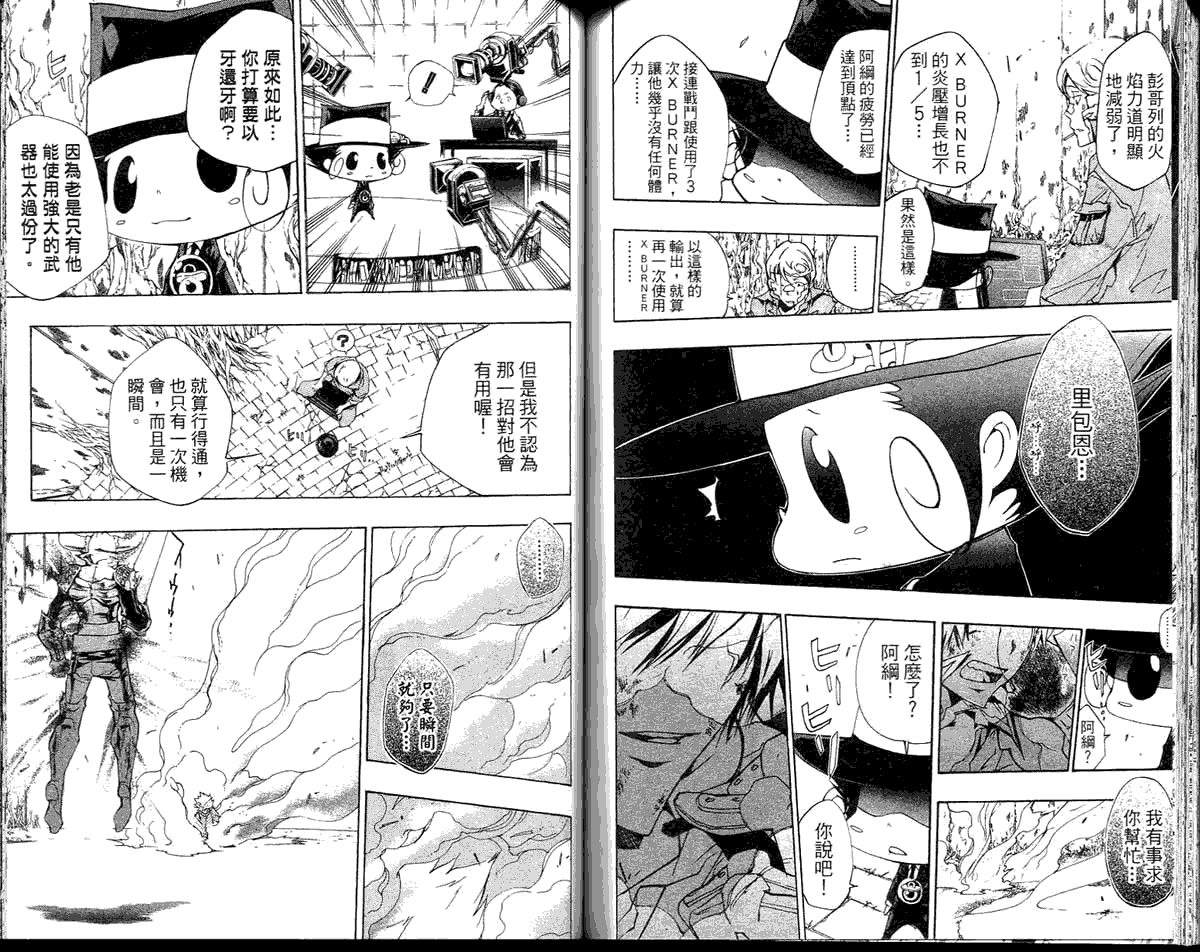 彭哥列的火
焰力道明顯
地減弱了，
X BURNER
的炎壓增長也不
到1／5…
果然是這樣。
阿綱的疲勞已經
達到頂點了…
接連戰鬥跟使用了3
次X BURNER，
讓他幾乎沒有任何體
力……
以這樣的
輸出，就算
再一次使用
X BURNER
………
里包恩…
呼…呼…
……
阿綱？
怎麼了？
阿綱！
ヒ
ビ
我有事求
你幫忙…
你說吧！
！
原來如此…
你打算要以
牙還牙啊？
因為老是只有他
能使用強大的武
器也太過份了。
但是我不認為
那一招對他會
有用喔！
？
就算行得通，
也只有一次機
會，而且是一
瞬間。
………
只要瞬間
就夠了…